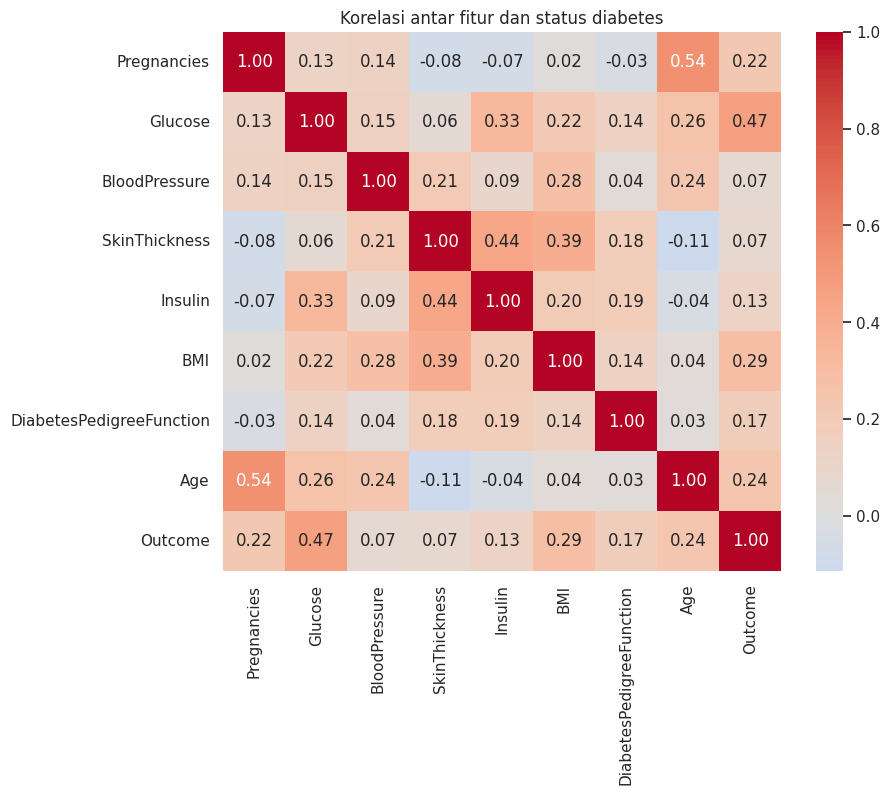 Korelasi antar fitur dan status diabetes
Pregnancies 1.00 0.13 0.14 -0.08 -0.07 0.02 -0.03 0.54 0.22
Glucose 0.13 1.00 0.15 0.06 0.33 0.22 0.14 0.26 0.47
BloodPressure 0.14 0.15 1.00 0.21 0.09 0.28 0.04 0.24 0.07
SkinThickness -0.08 0.06 0.21 1.00 0.44 0.39 0.18 -0.11 0.07
Insulin -0.07 0.33 0.09 0.44 1.00 0.20 0.19 -0.04 0.13
BMI 0.02 0.22 0.28 0.39 0.20 1.00 0.14 0.04 0.29
DiabetesPedigreeFunction -0.03 0.14 0.04 0.18 0.19 0.14 1.00 0.03 0.17
Age 0.54 0.26 0.24 -0.11 -0.04 0.04 0.03 1.00 0.24
Outcome 0.22 0.47 0.07 0.07 0.13 0.29 0.17 0.24 1.00
Pregnancies
Glucose
BloodPressure
SkinThickness
Insulin
BMI
DiabetesPedigreeFunction
Age
Outcome
1.0
0.8
0.6
0.4
0.2
0.0